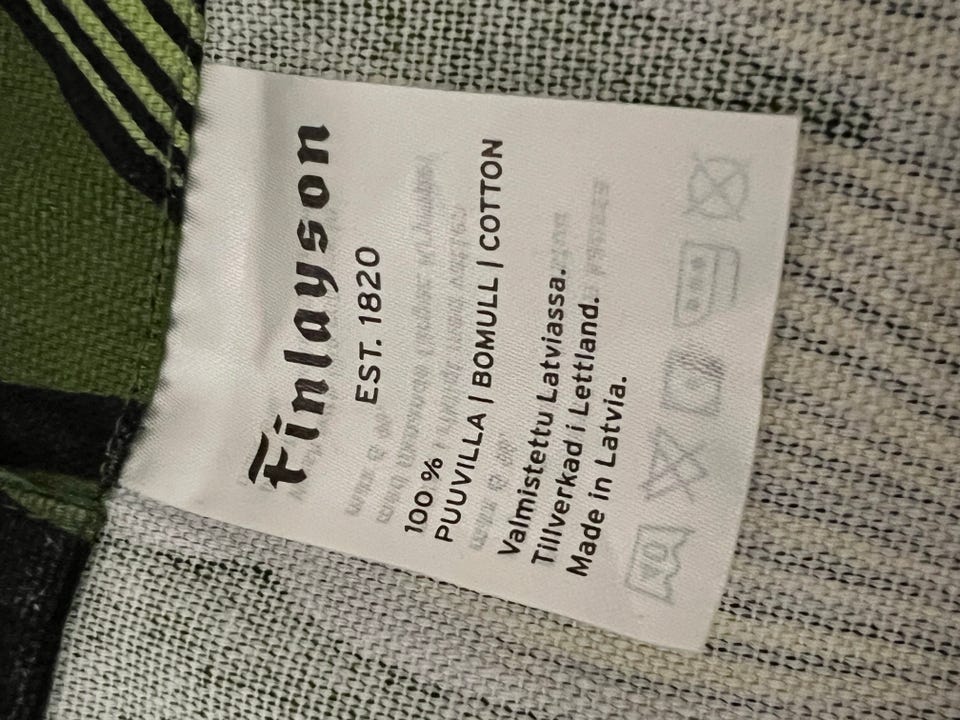 Finlayson
EST. 1820
100 %
PUUVILLA | BOMULL | COTTON
Valmistettu Latviassa.
Tillverkad i Lettland.
Made in Latvia.